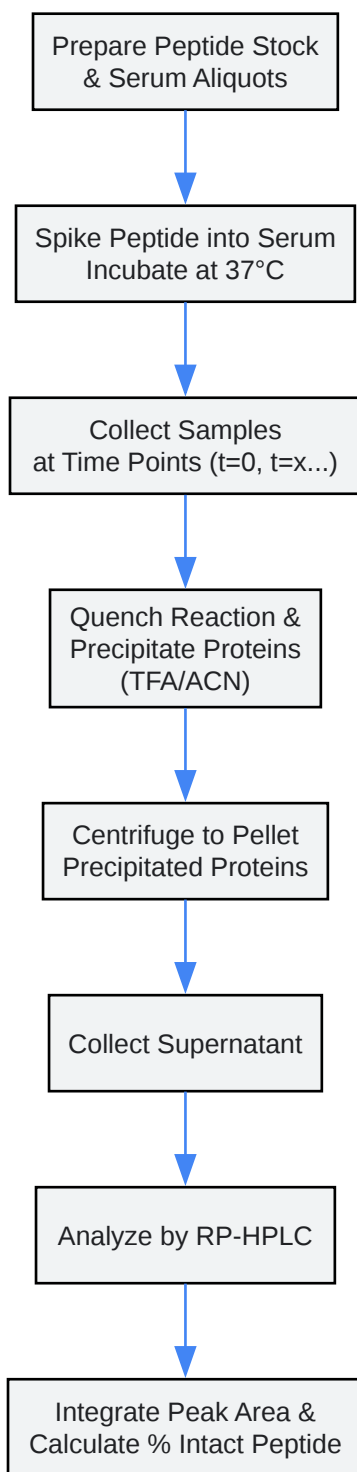 Prepare Peptide Stock
& Serum Aliquots
Spike Peptide into Serum
Incubate at 37°C
Collect Samples
at Time Points (t=0, t=x...)
Quench Reaction &
Precipitate Proteins
(TFA/ACN)
Centrifuge to Pellet
Precipitated Proteins
Collect Supernatant
Analyze by RP-HPLC
Integrate Peak Area &
Calculate % Intact Peptide